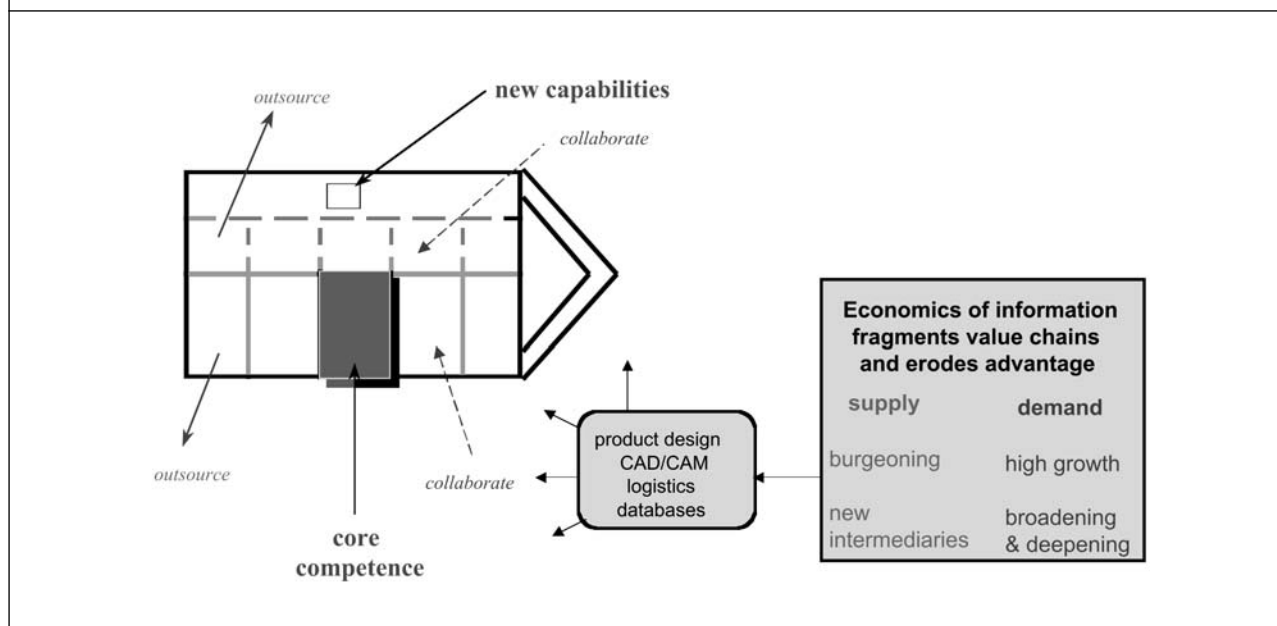 outsource
new capabilities
collaborate
outsource
collaborate
core
competence
product design
CAD/CAM
logistics
databases
Economics of information
fragments value chains
and erodes advantage
supply demand
burgeoning high growth
new broadening
intermediaries & deepening